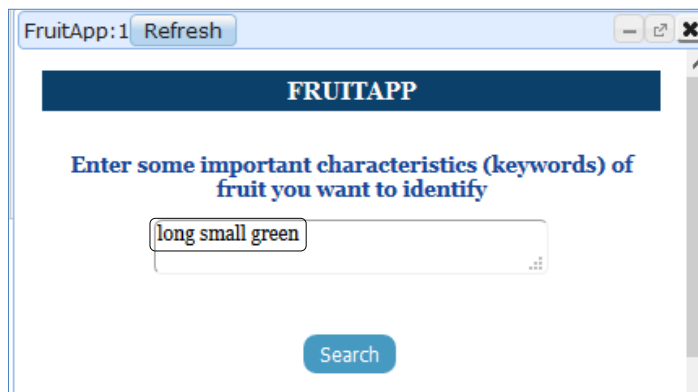 FruitApp:1 Refresh
FRUITAPP
Enter some important characteristics (keywords) of
fruit you want to identify
long small green
Search